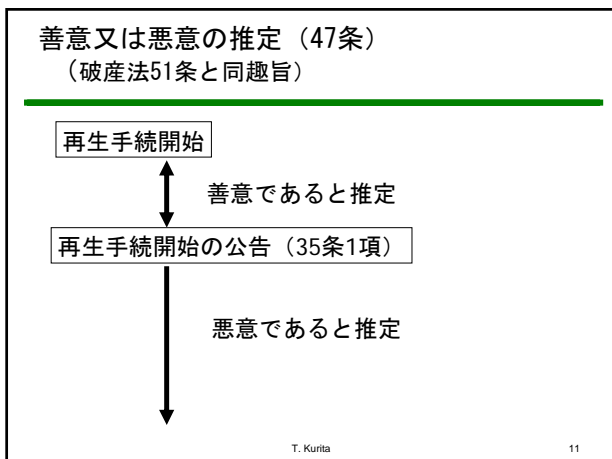 善意又は悪意の推定（47条）
（破産法51条と同趣旨）
再生手続開始
善意であると推定
再生手続開始の公告（35条1項）
悪意であると推定
T. Kurita
11